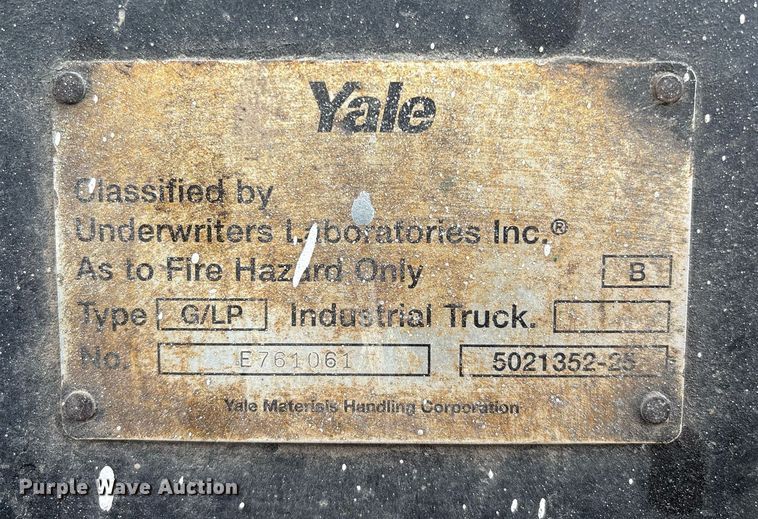 Yale
Classified by
Underwriters Laboratories Inc.®
As to Fire Hazard Only B
Type G/LP Industrial Truck.
No. E761061 5021352-25
Yale Materials Handling Corporation
Purple Wave Auction